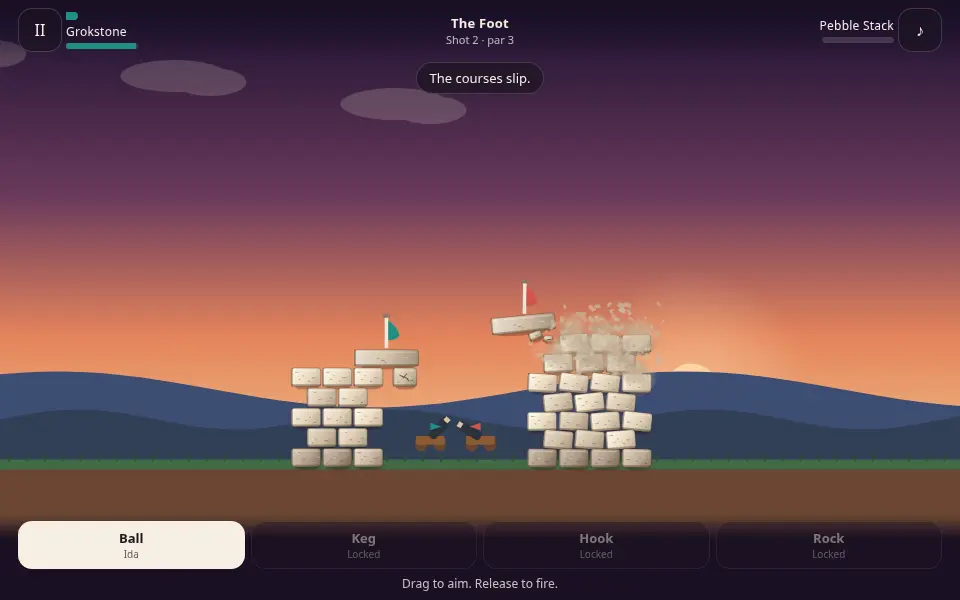 II
Grokstone
The Foot
Shot 2 · par 3
Pebble Stack
♪
The courses slip.
Ball
Ida
Keg
Locked
Hook
Locked
Rock
Locked
Drag to aim. Release to fire.